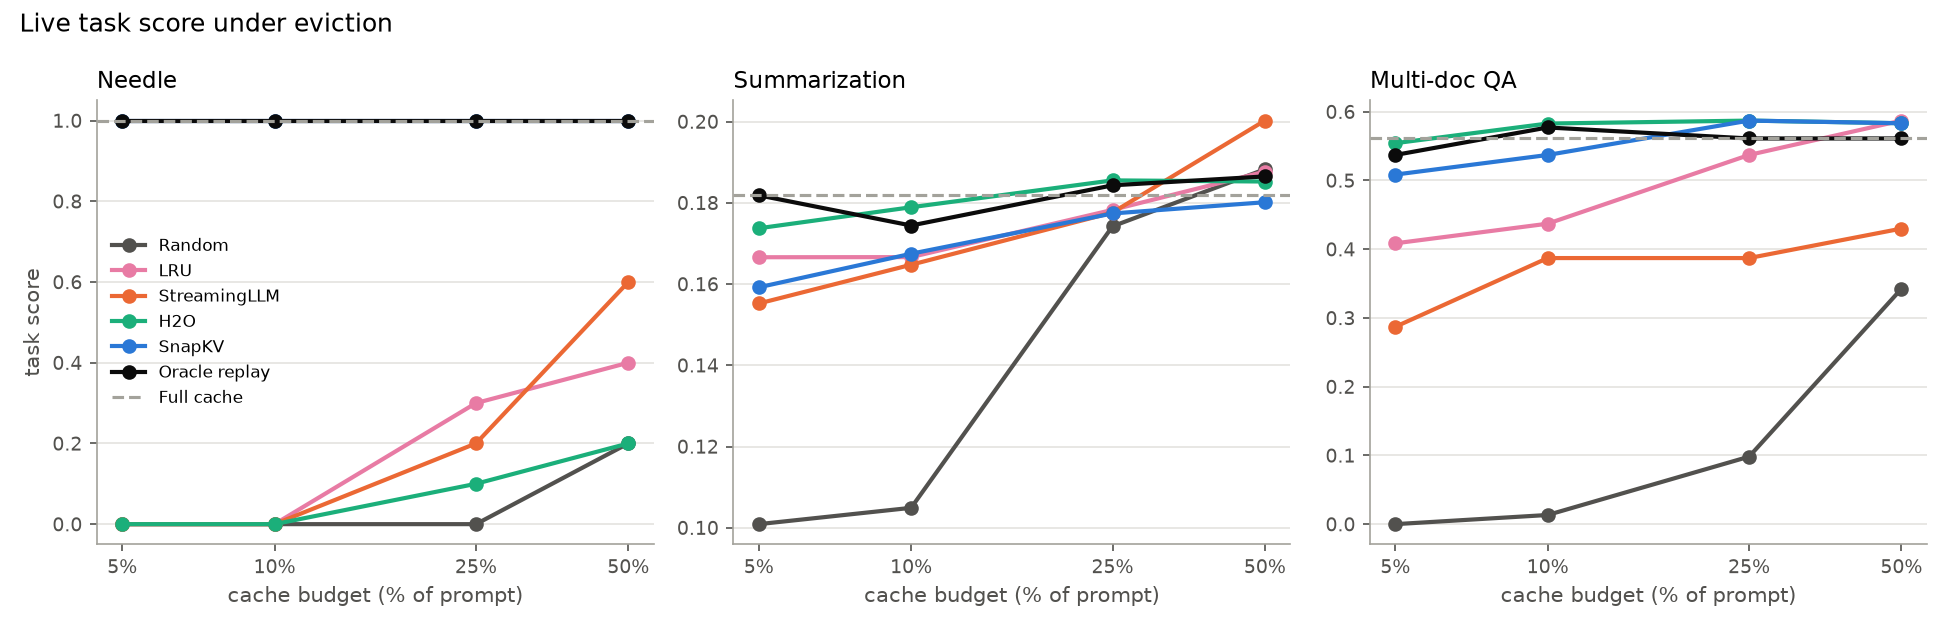 Live task score under eviction
Needle
1.0
0.8
0.6
0.4
0.2
0.0
task score
Random
LRU
StreamingLLM
H2O
SnapKV
Oracle replay
Full cache
5% 10% 25% 50%
cache budget (% of prompt)
Summarization
0.20
0.18
0.16
0.14
0.12
0.10
5% 10% 25% 50%
cache budget (% of prompt)
Multi-doc QA
0.6
0.5
0.4
0.3
0.2
0.1
0.0
5% 10% 25% 50%
cache budget (% of prompt)